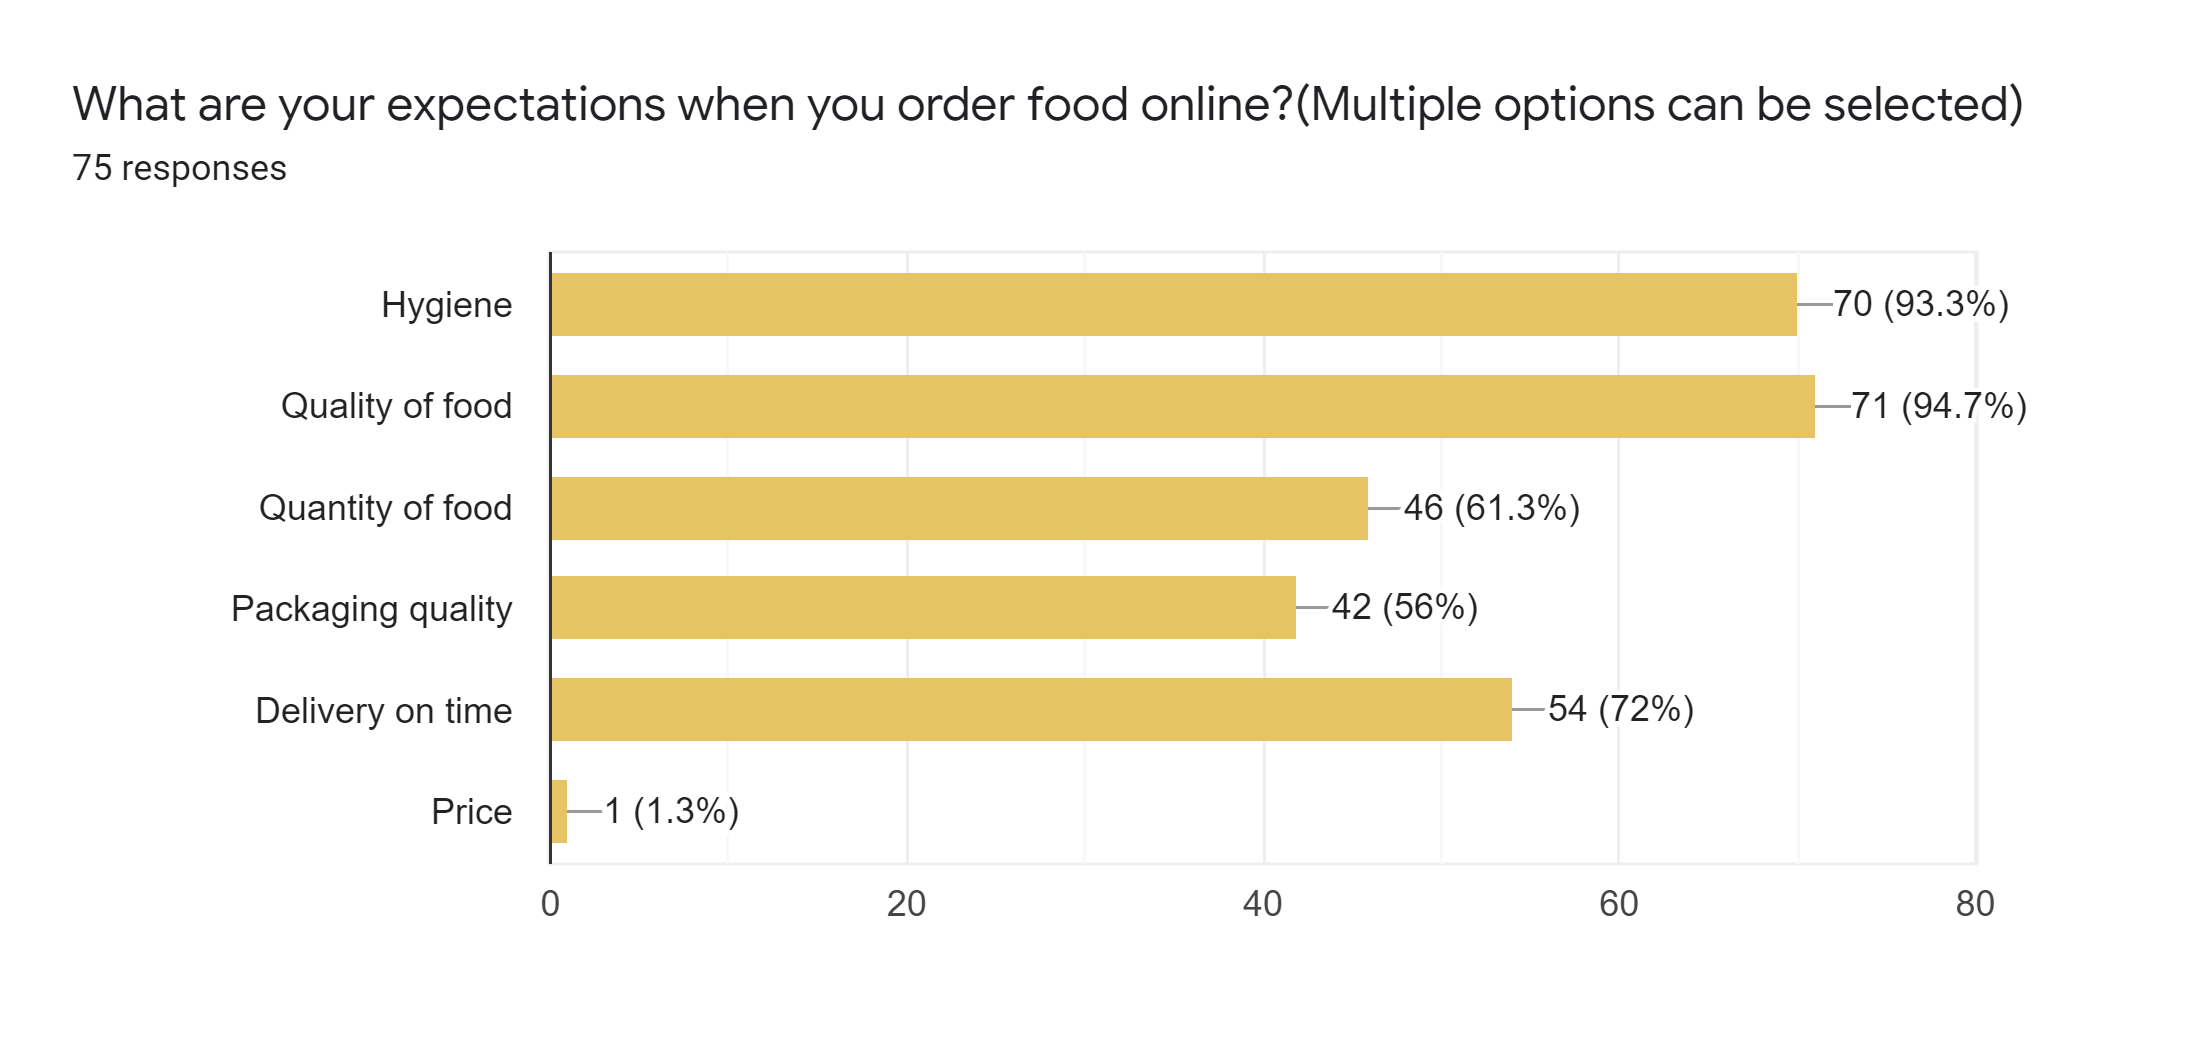 What are your expectations when you order food online?(Multiple options can be selected)
75 responses
Hygiene 70 (93.3%)
Quality of food 71 (94.7%)
Quantity of food 46 (61.3%)
Packaging quality 42 (56%)
Delivery on time 54 (72%)
Price 1 (1.3%)
0 20 40 60 80